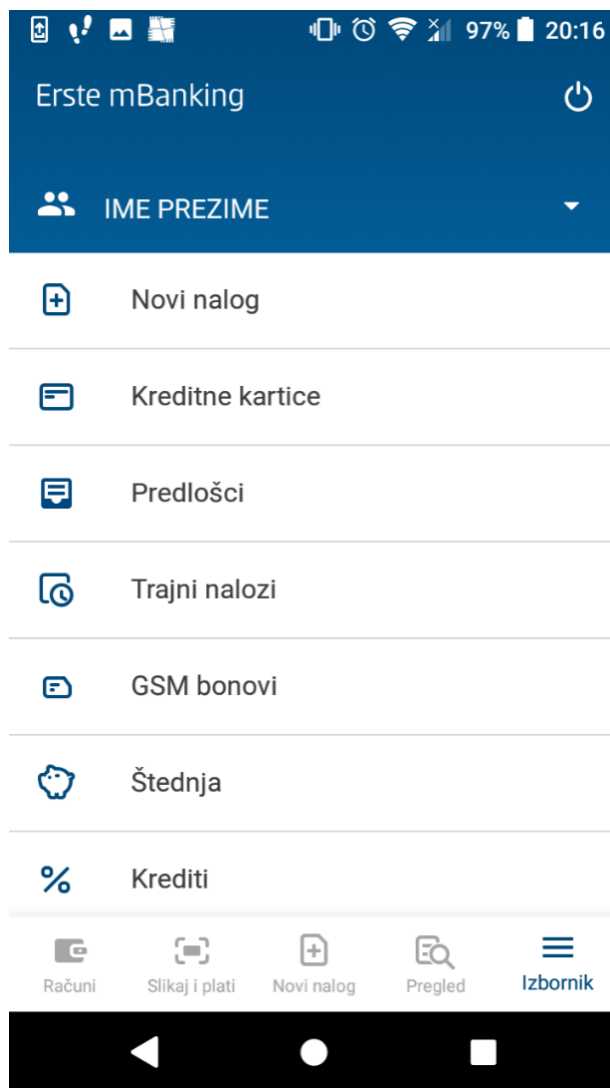 97% 20:16
Erste mBanking
IME PREZIME
Novi nalog
Kreditne kartice
Predlošci
Trajni nalozi
GSM bonovi
Štednja
Krediti
Računi Slikaj i plati Novi nalog Pregled Izbornik